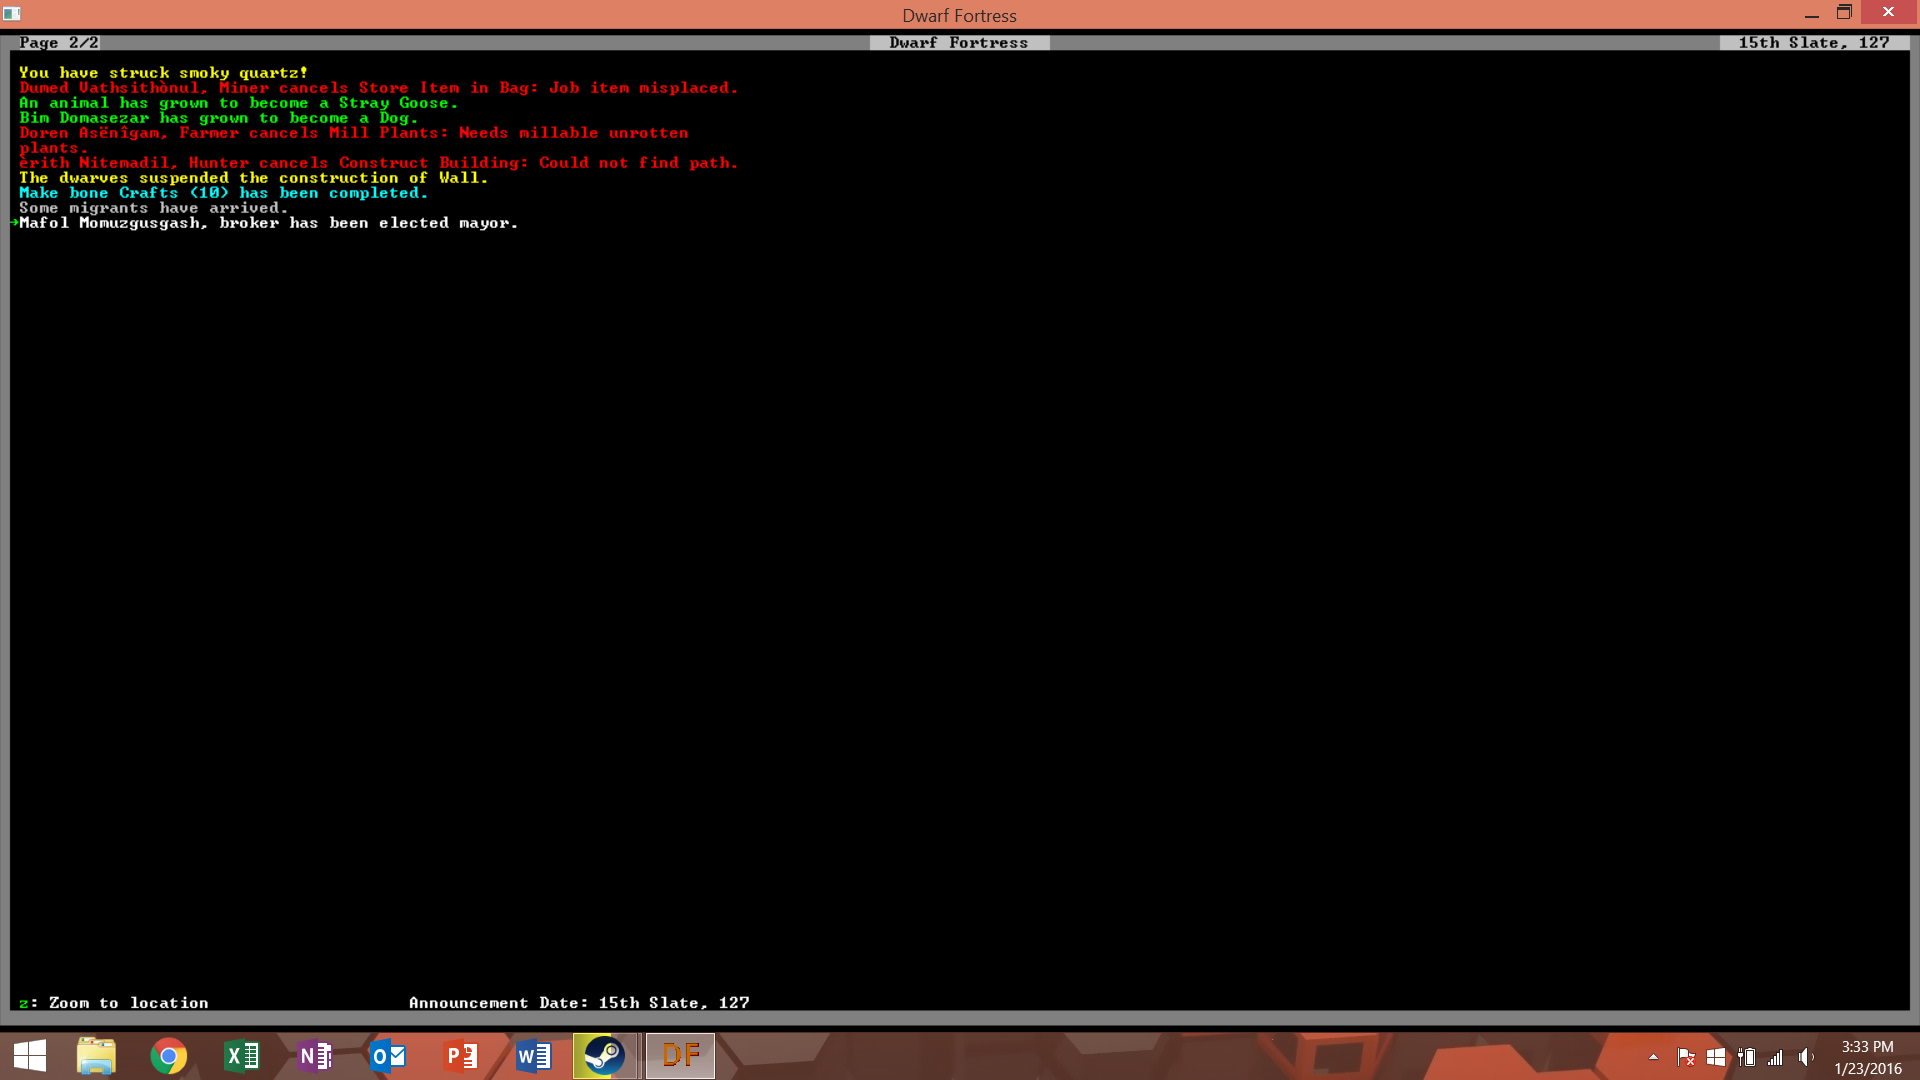 Dwarf Fortress
Page 2/2
Dwarf Fortress
15th Slate, 127
You have struck smoky quartz!
Dumed Vathsithònul, Miner cancels Store Item in Bag: Job item misplaced.
An animal has grown to become a Stray Goose.
Bim Domasezar has grown to become a Dog.
Doren Asënîgam, Farmer cancels Mill Plants: Needs millable unrotten
plants.
èrith Nitemadil, Hunter cancels Construct Building: Could not find path.
The dwarves suspended the construction of Wall.
Make bone Crafts (10) has been completed.
Some migrants have arrived.
Mafol Momuzgusgash, broker has been elected mayor.
z: Zoom to location
Announcement Date: 15th Slate, 127
DF
3:33 PM
1/23/2016